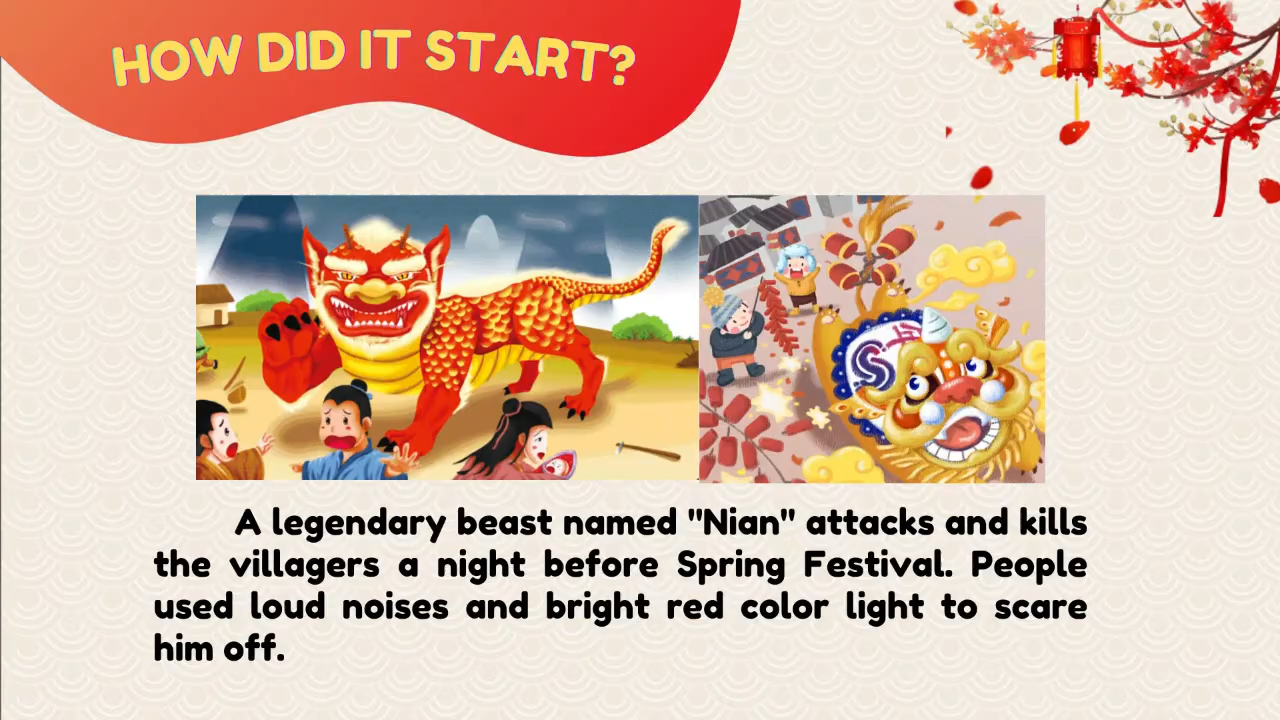 HOW DID IT START?
A legendary beast named "Nian" attacks and kills
the villagers a night before Spring Festival. People
used loud noises and bright red color light to scare
him off.